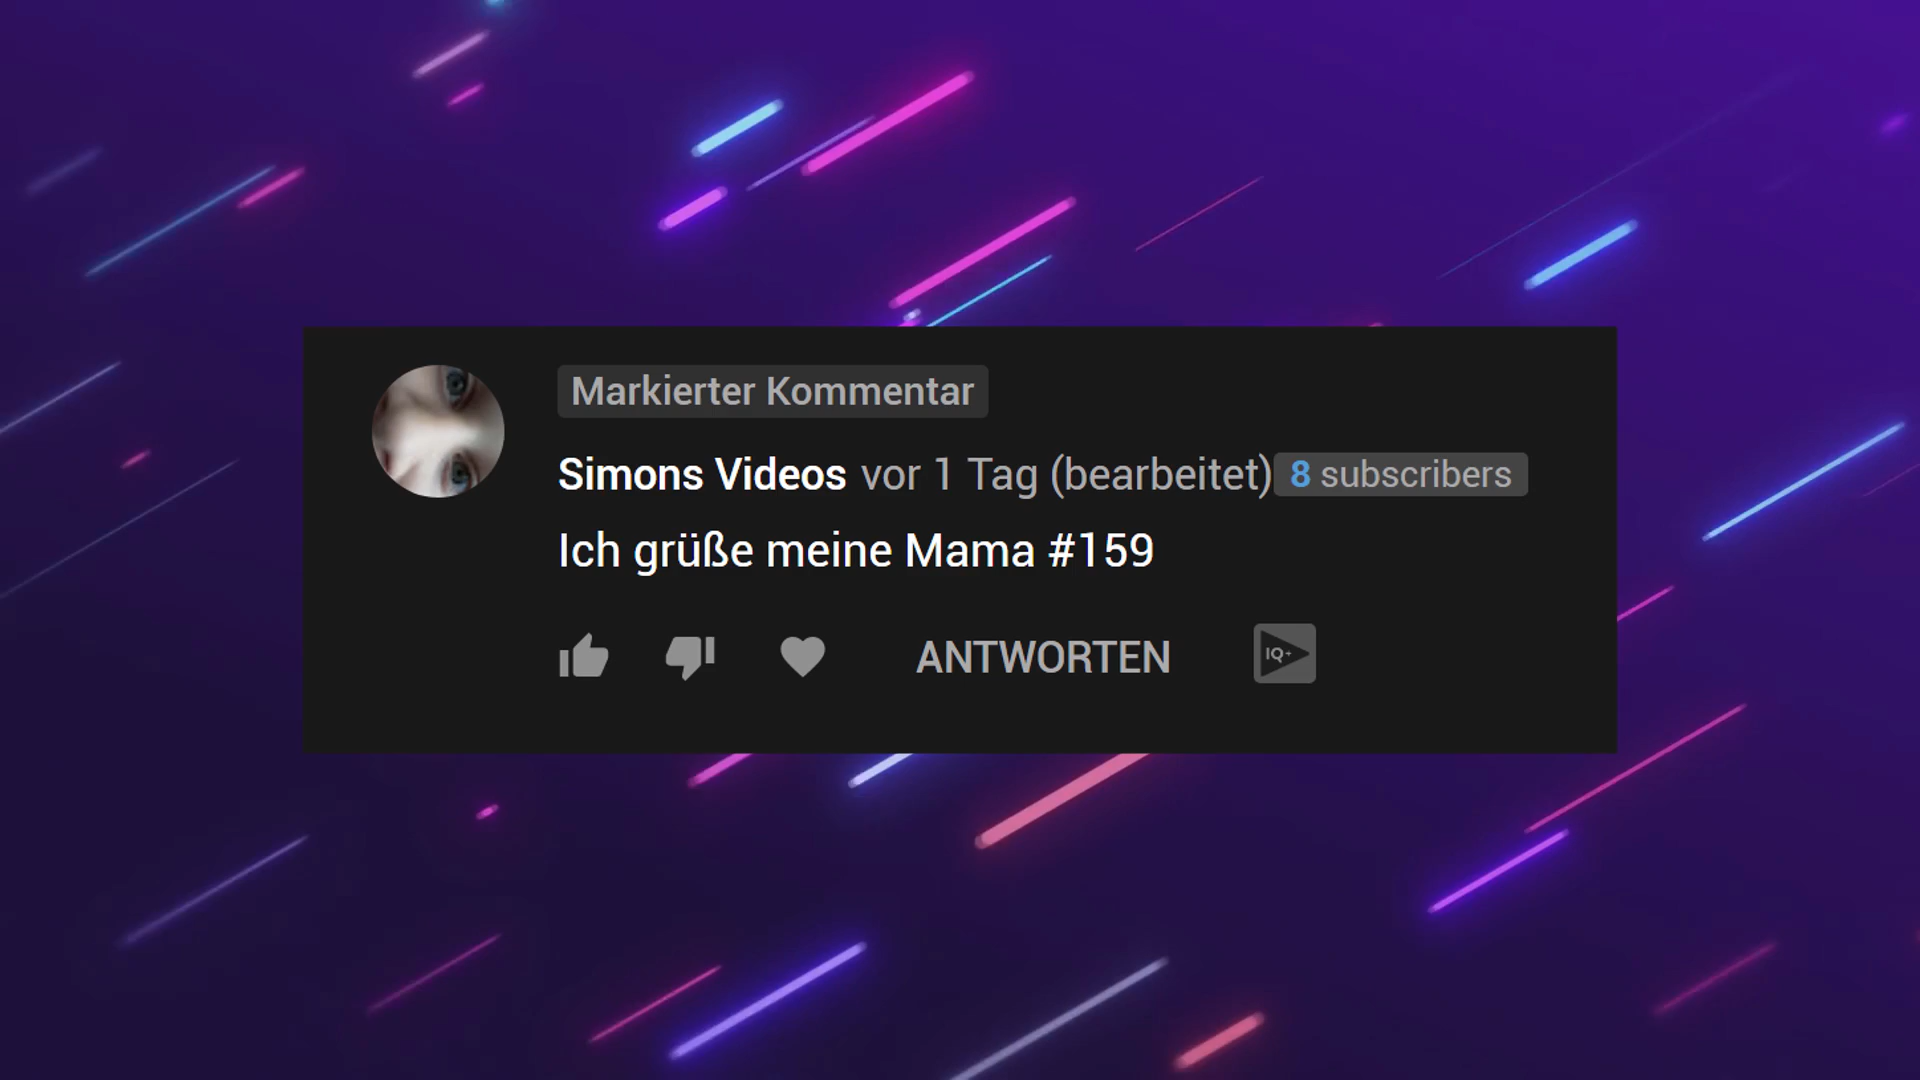 Markierter Kommentar
Simons Videos vor 1 Tag (bearbeitet) 8 subscribers
Ich grüße meine Mama #159
ANTWORTEN IQ+